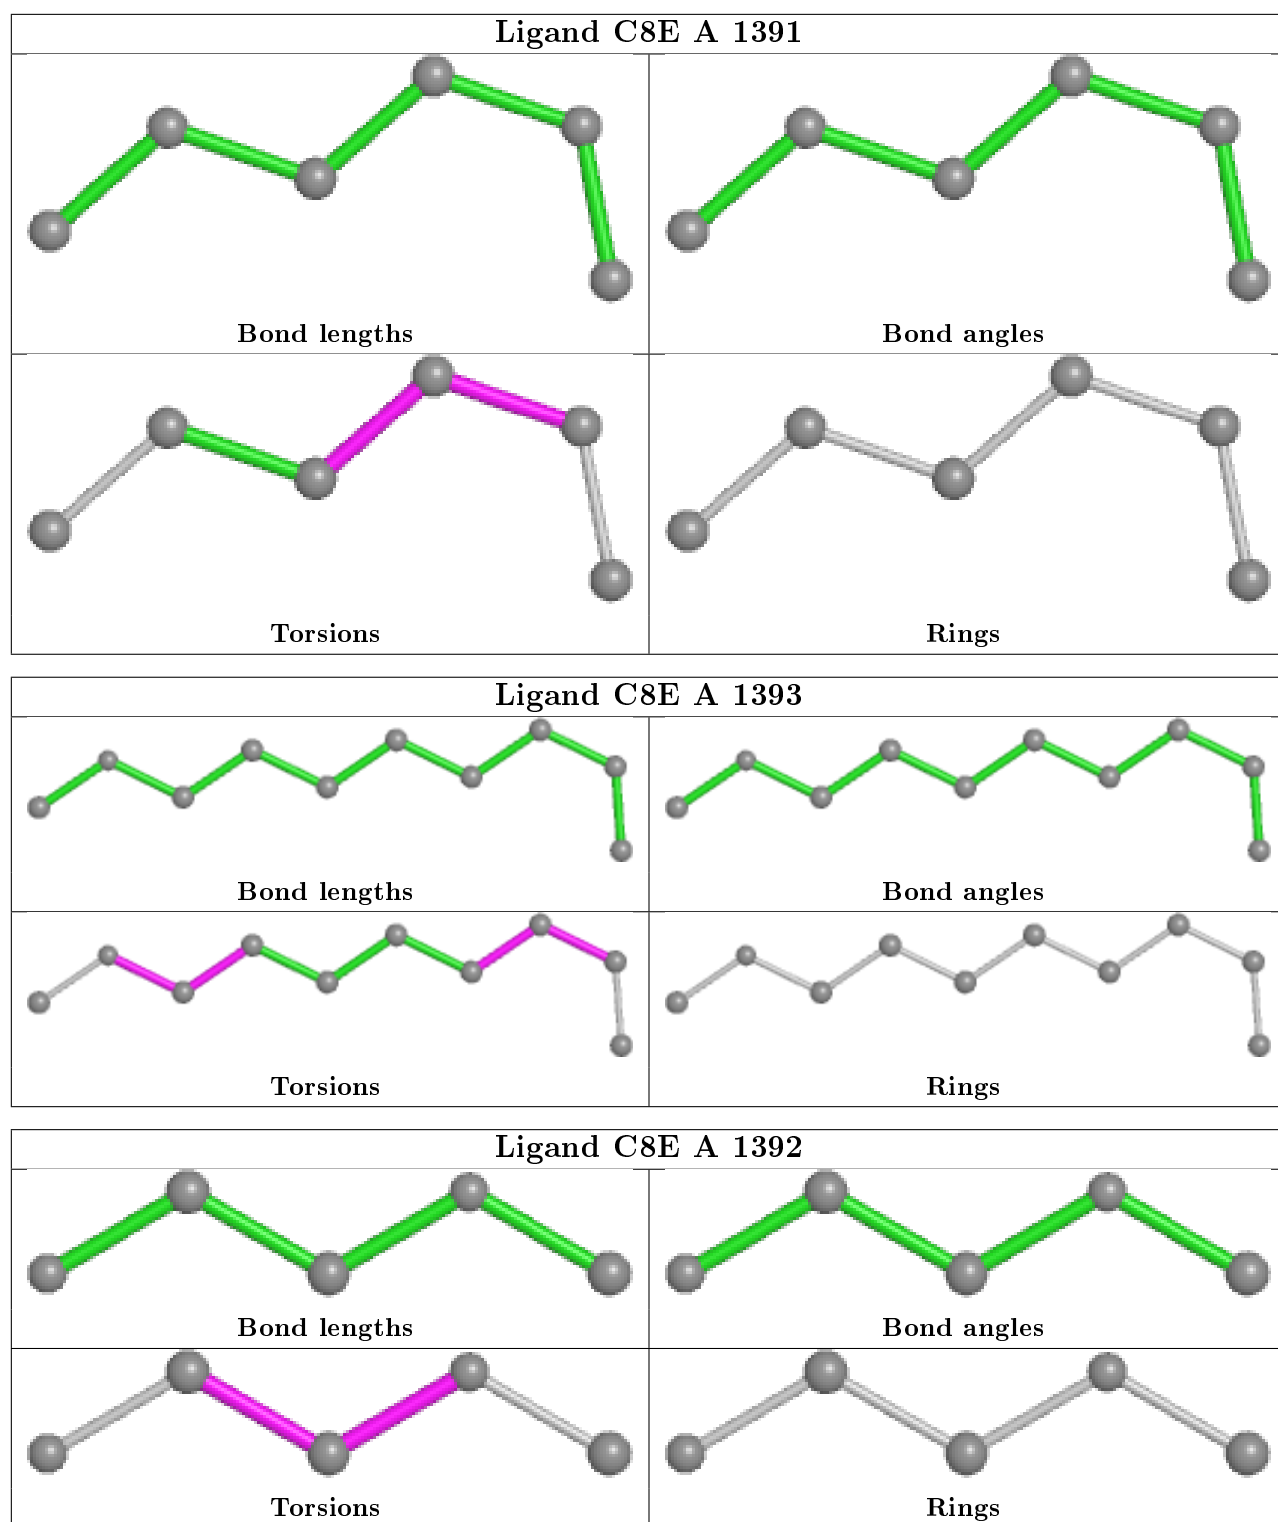 Ligand C8E A 1391
Bond lengths
Bond angles
Torsions
Rings
Ligand C8E A 1393
Bond lengths
Bond angles
Torsions
Rings
Ligand C8E A 1392
Bond lengths
Bond angles
Torsions
Rings